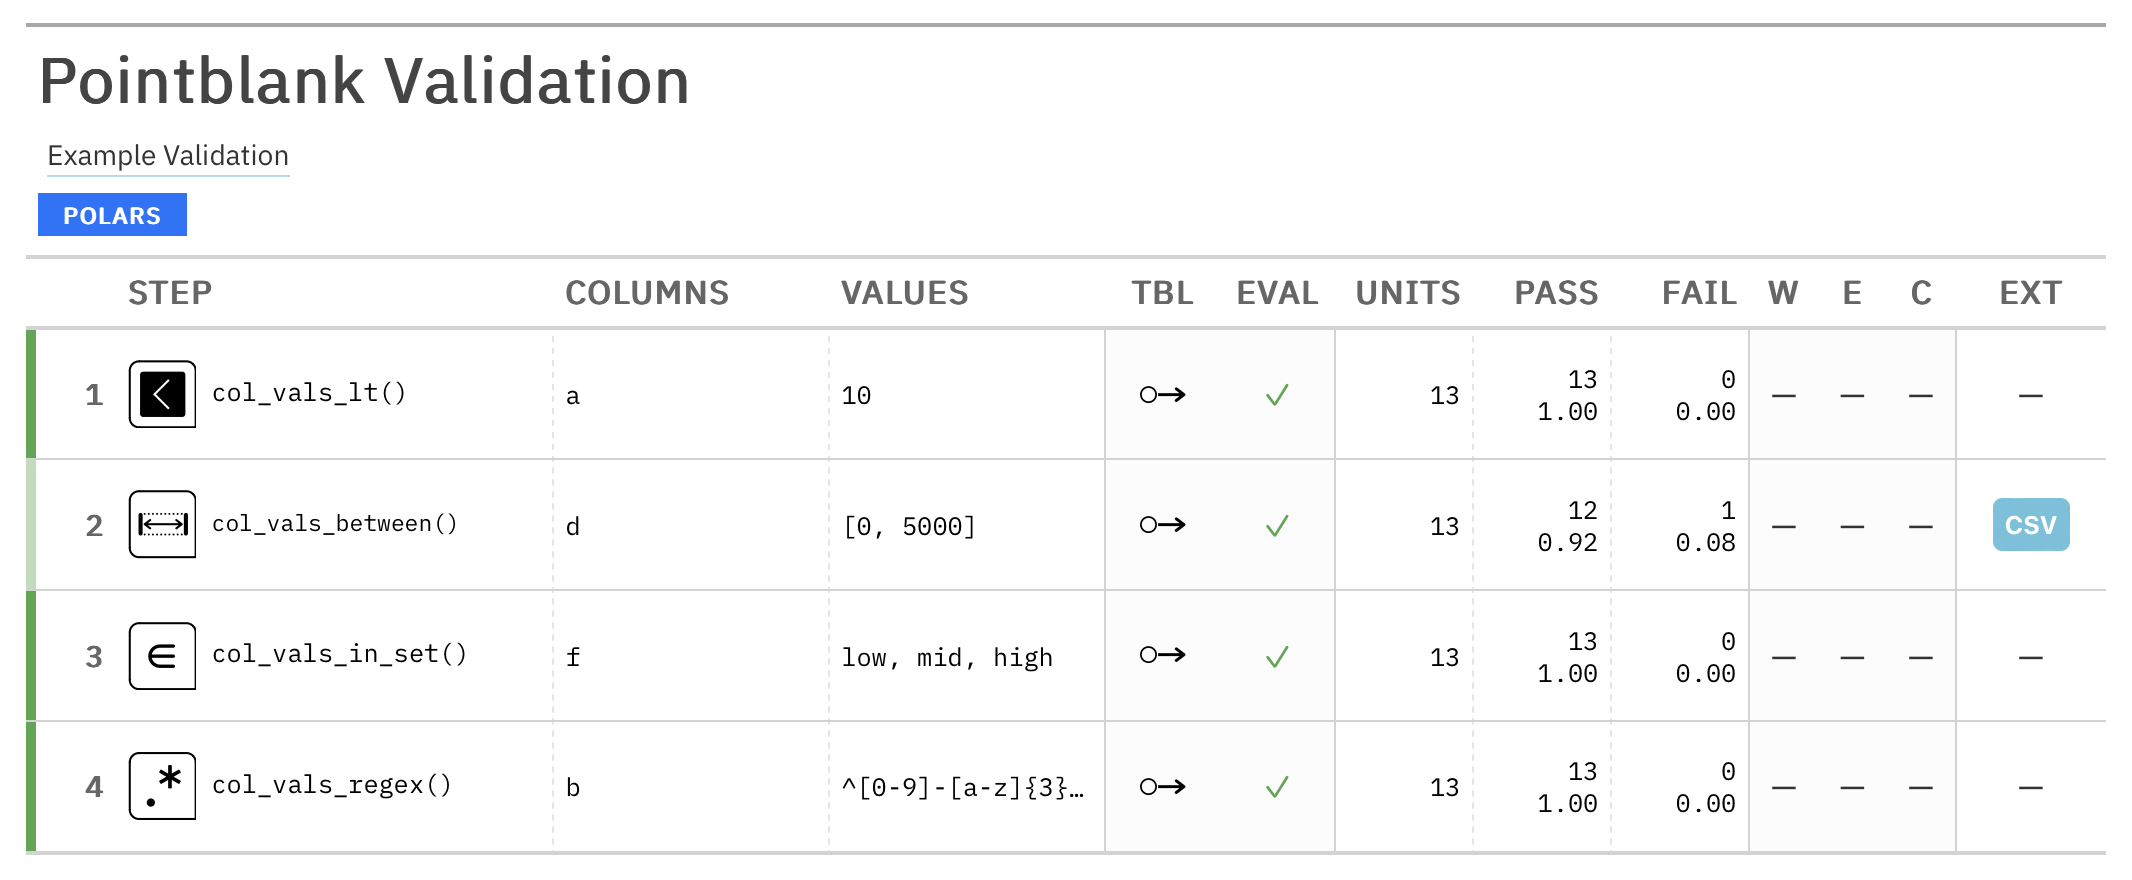 Pointblank Validation
Example Validation
POLARS
STEP COLUMNS VALUES TBL EVAL UNITS PASS FAIL W E C EXT
1 col_vals_lt() a 10 ○→ ✓ 13 13 0 — — — —
1.00 0.00
2 col_vals_between() d [0, 5000] ○→ ✓ 13 12 1 — — — CSV
0.92 0.08
3 ∈ col_vals_in_set() f low, mid, high ○→ ✓ 13 13 0 — — — —
1.00 0.00
4 .* col_vals_regex() b ^[0-9]-[a-z]{3}… ○→ ✓ 13 13 0 — — — —
1.00 0.00